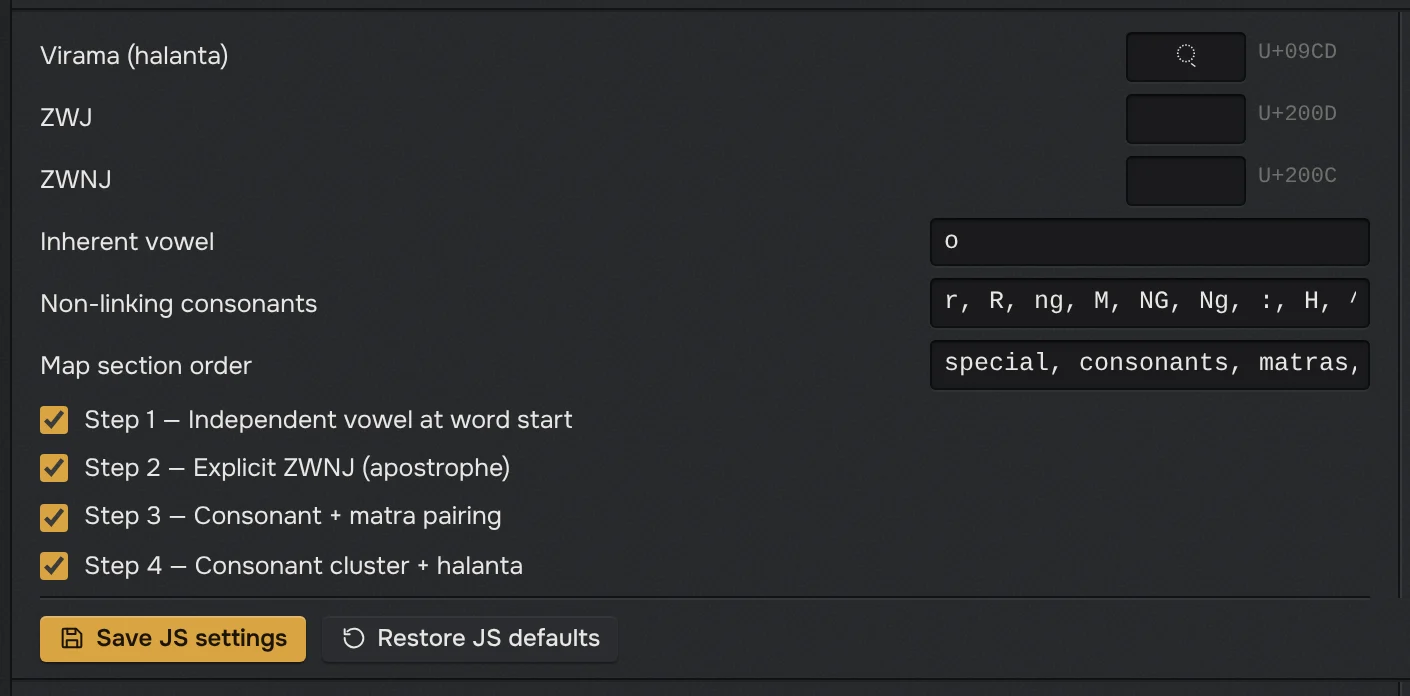 Virama (halanta) ্ U+09CD
ZWJ U+200D
ZWNJ U+200C
Inherent vowel o
Non-linking consonants r, R, ng, M, NG, Ng, :, H,
Map section order special, consonants, matras,
Step 1 – Independent vowel at word start
Step 2 – Explicit ZWNJ (apostrophe)
Step 3 – Consonant + matra pairing
Step 4 – Consonant cluster + halanta
Save JS settings Restore JS defaults